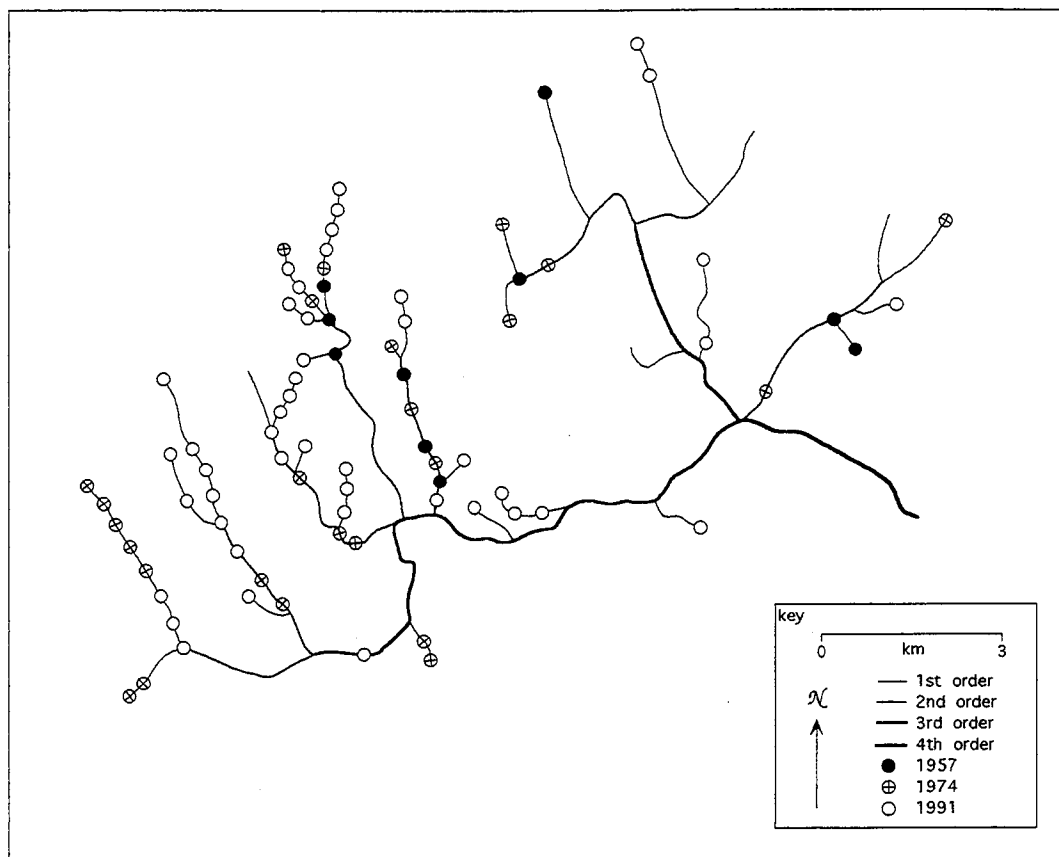 key
0 km 3
N
1st order
2nd order
3rd order
4th order
1957
1974
1991